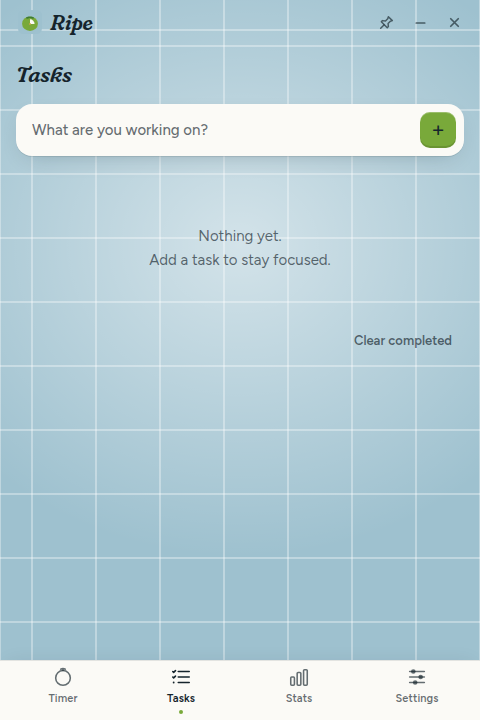 Ripe
Tasks
What are you working on?
+
Nothing yet.
Add a task to stay focused.
Clear completed
Timer
Tasks
Stats
Settings